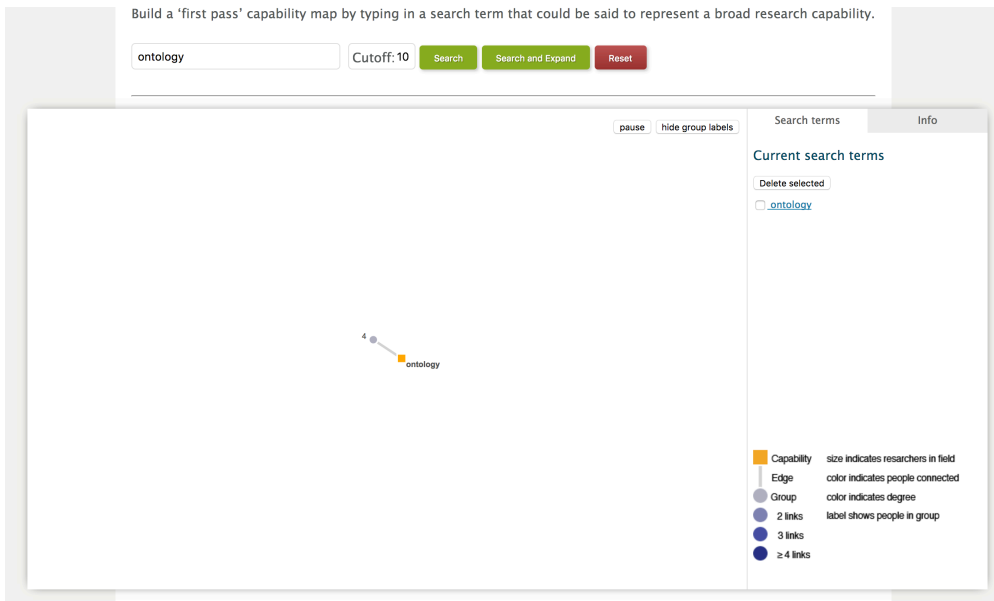 Build a ‘first pass’ capability map by typing in a search term that could be said to represent a broad research capability.
ontology Cutoff: 10 Search Search and Expand Reset
pause hide group labels
Search terms Info
Current search terms
Delete selected
ontology
4
ontology
Capability size indicates resarchers in field
Edge color indicates people connected
Group color indicates degree
2 links label shows people in group
3 links
≥ 4 links